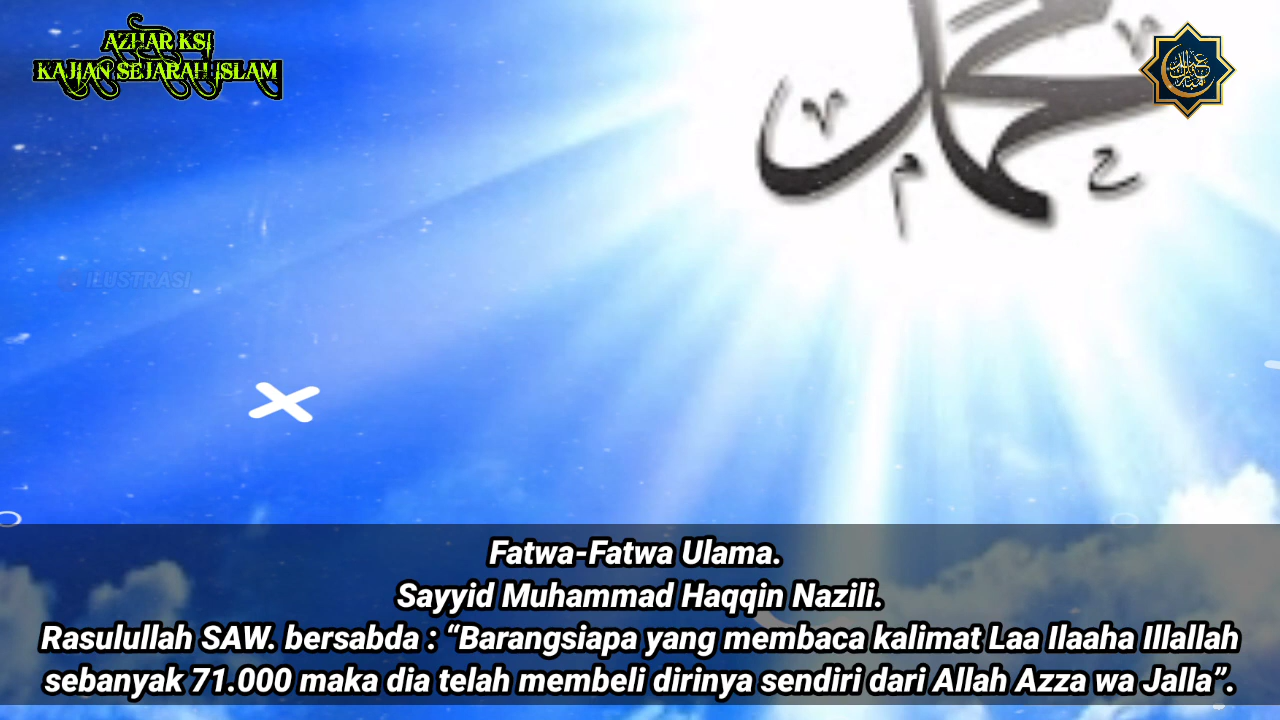 AZHAR KSI
KAJIAN SEJARAH ISLAM
محمد
ILUSTRASI
Fatwa-Fatwa Ulama.
Sayyid Muhammad Haqqin Nazili.
Rasulullah SAW. bersabda : “Barangsiapa yang membaca kalimat Laa Ilaaha Illallah
sebanyak 71.000 maka dia telah membeli dirinya sendiri dari Allah Azza wa Jalla”.